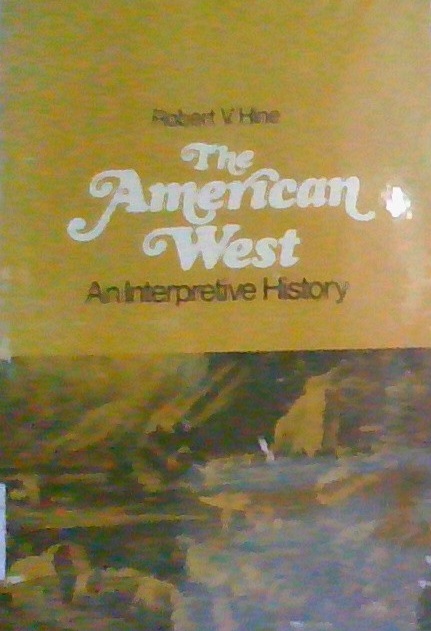 Robert V. Hine
The
American
West
An Interpretive History